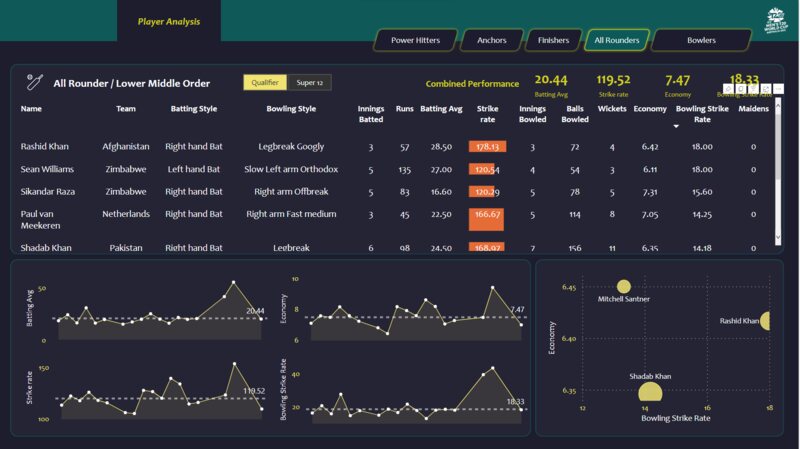 Player Analysis
MEN'S T20
WORLD CUP
Power Hitters
Anchors
Finishers
All Rounders
Bowlers
All Rounder / Lower Middle Order
Qualifier
Super 12
Combined Performance
20.44 119.52 7.47 18.33
Batting Avg Strike rate Economy Bowling Strike Rate
Name Team Batting Style Bowling Style Innings Batted Runs Batting Avg Strike rate Innings Bowled Balls Bowled Wickets Economy Bowling Strike Rate Maidens
Rashid Khan Afghanistan Right hand Bat Legbreak Googly 3 57 28.50 178.13 3 72 4 6.42 18.00 0
Sean Williams Zimbabwe Left hand Bat Slow Left arm Orthodox 5 135 27.00 120.54 4 54 3 6.11 18.00 0
Sikandar Raza Zimbabwe Right hand Bat Right arm Offbreak 5 83 16.60 120.29 5 78 5 7.31 15.60 0
Paul van Meekeren Netherlands Right hand Bat Right arm Fast medium 3 45 22.50 166.67 5 114 8 7.05 14.25 0
Shadab Khan Pakistan Right hand Bat Legbreak 6 98 24.50 168.97 7 156 11 6.35 14.18 0
Batting Avg
50
0
20.44
Economy
10
8
6
7.47
Strike rate
150
100
119.52
Bowling Strike Rate
40
20
18.33
Economy
6.45
6.40
6.35
Mitchell Santner
Rashid Khan
Shadab Khan
12 14 16 18
Bowling Strike Rate